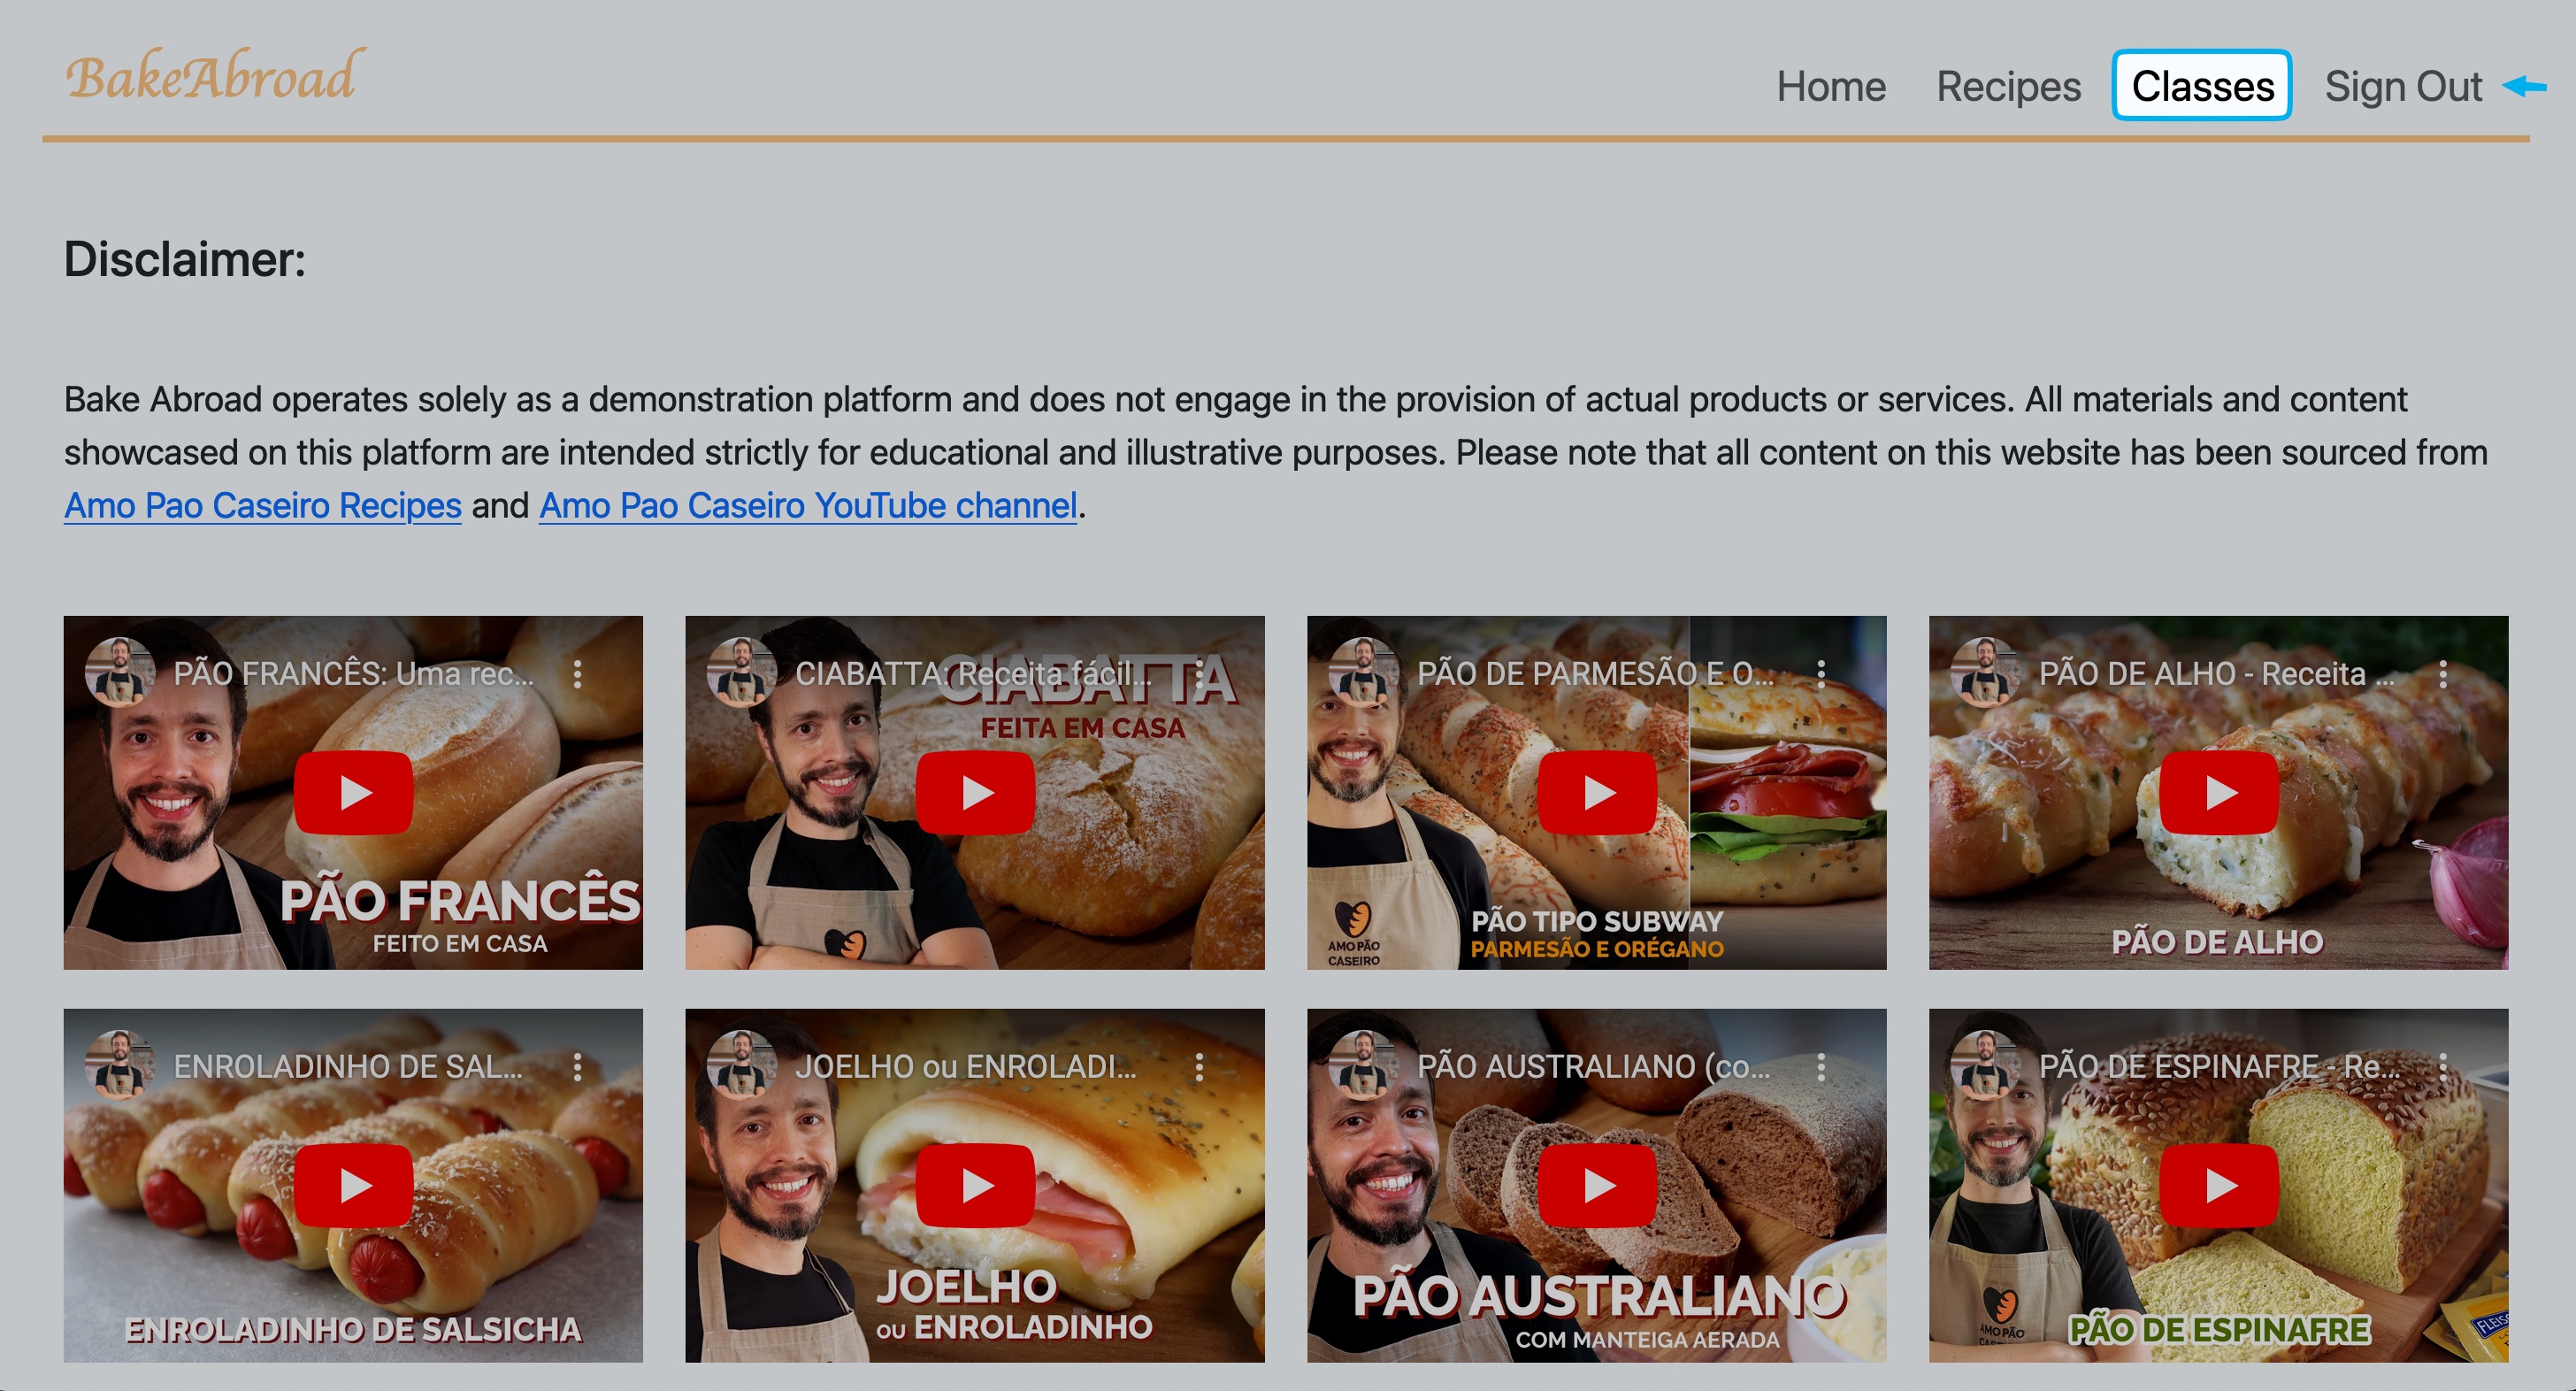 BakeAbroad
Home Recipes Classes Sign Out
Disclaimer:
Bake Abroad operates solely as a demonstration platform and does not engage in the provision of actual products or services. All materials and content
showcased on this platform are intended strictly for educational and illustrative purposes. Please note that all content on this website has been sourced from
Amo Pao Caseiro Recipes and Amo Pao Caseiro YouTube channel.
PÃO FRANCÊS: Uma rec...
PÃO FRANCÊS
FEITO EM CASA
CIABATTA: Receita fácil...
CIABATTA
FEITA EM CASA
PÃO DE PARMESÃO E O...
AMO PÃO
CASEIRO
PÃO TIPO SUBWAY
PARMESÃO E ORÉGANO
PÃO DE ALHO - Receita ...
PÃO DE ALHO
ENROLADINHO DE SAL...
ENROLADINHO DE SALSICHA
JOELHO ou ENROLADI...
JOELHO
OU ENROLADINHO
PÃO AUSTRALIANO (co...
PÃO AUSTRALIANO
COM MANTEIGA AERADA
PÃO DE ESPINAFRE - Re...
AMO PÃO
PÃO DE ESPINAFRE